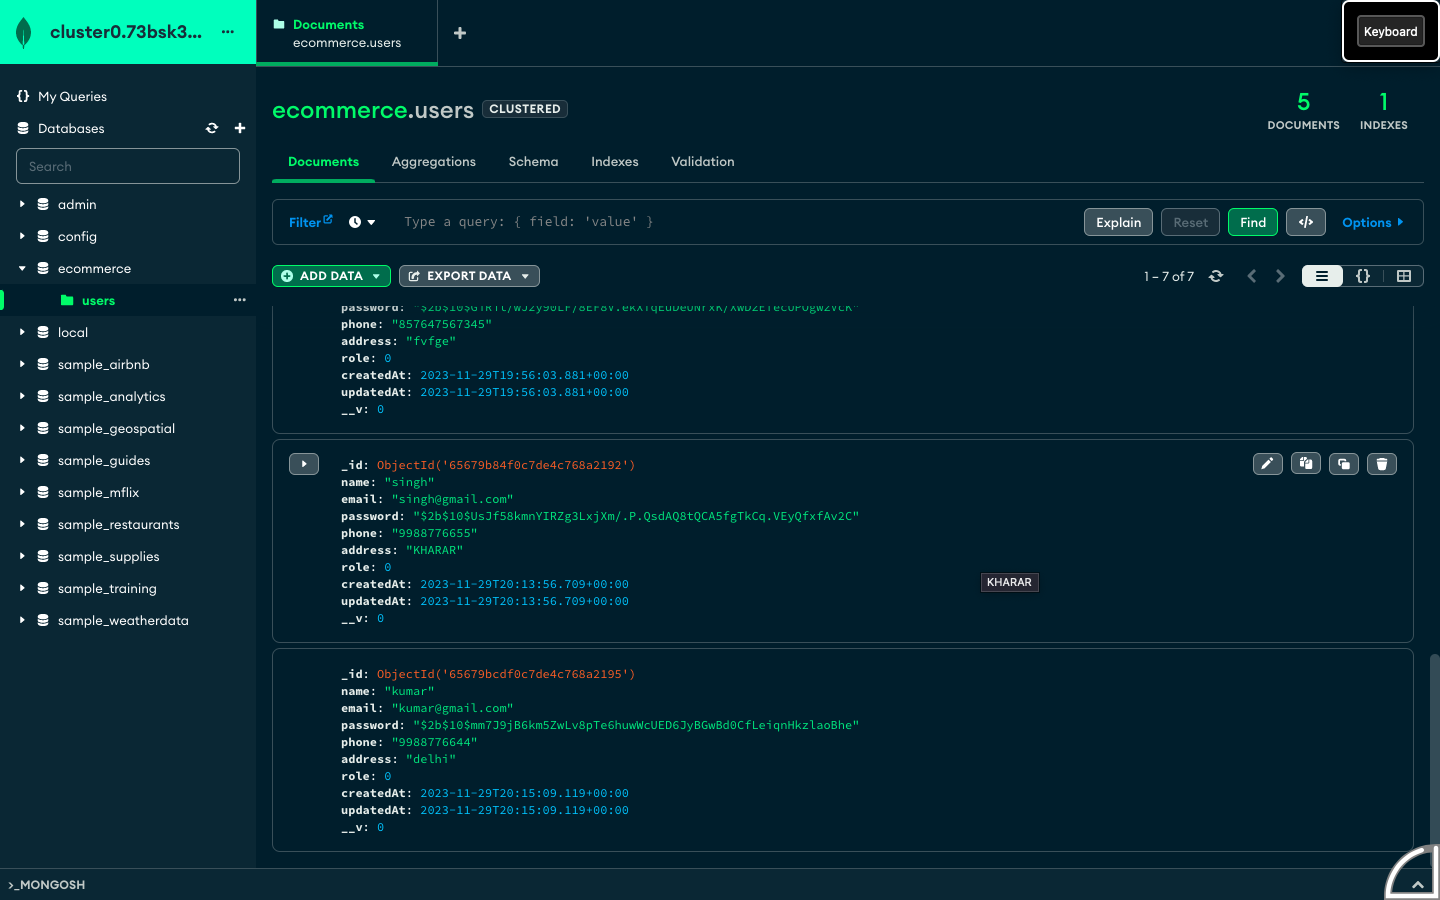 cluster0.73bsk3...
Documents
ecommerce.users
Keyboard
{} My Queries
Databases
Search
admin
config
ecommerce
users
local
sample_airbnb
sample_analytics
sample_geospatial
sample_guides
sample_mflix
sample_restaurants
sample_supplies
sample_training
sample_weatherdata
ecommerce.users CLUSTERED
5 DOCUMENTS
1 INDEXES
Documents Aggregations Schema Indexes Validation
Filter Type a query: { field: 'value' } Explain Reset Find </> Options
ADD DATA EXPORT DATA 1 – 7 of 7 {}
phone: "857647567345"
address: "fvfge"
role: 0
createdAt: 2023-11-29T19:56:03.881+00:00
updatedAt: 2023-11-29T19:56:03.881+00:00
__v: 0
_id: ObjectId('65679b84f0c7de4c768a2192')
name: "singh"
email: "singh@gmail.com"
password: "$2b$10$UsJf58kmnYIRZg3LxjXm/.P.QsdAQ8tQCA5fgTkCq.VEyQfxfAv2C"
phone: "9988776655"
address: "KHARAR"
role: 0
createdAt: 2023-11-29T20:13:56.709+00:00
updatedAt: 2023-11-29T20:13:56.709+00:00
__v: 0
KHARAR
_id: ObjectId('65679bcdf0c7de4c768a2195')
name: "kumar"
email: "kumar@gmail.com"
password: "$2b$10$mm7J9jB6km5ZwLv8pTe6huwWcUED6JyBGwBd0CfLeiqnHkzlaoBhe"
phone: "9988776644"
address: "delhi"
role: 0
createdAt: 2023-11-29T20:15:09.119+00:00
updatedAt: 2023-11-29T20:15:09.119+00:00
__v: 0
>_MONGOSH